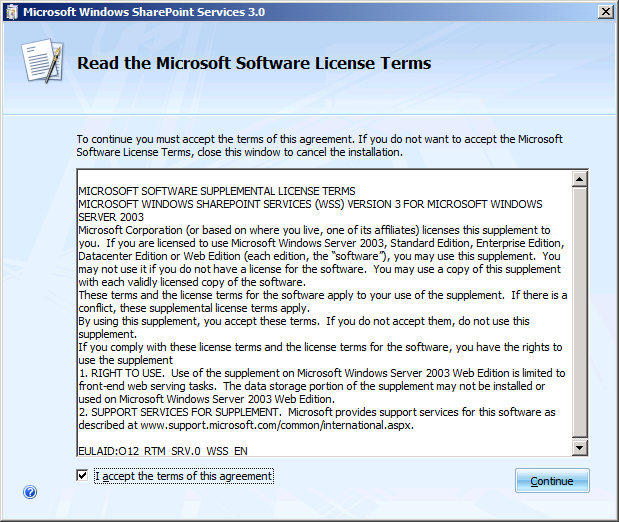 Microsoft Windows SharePoint Services 3.0
Read the Microsoft Software License Terms
To continue you must accept the terms of this agreement. If you do not want to accept the Microsoft
Software License Terms, close this window to cancel the installation.
MICROSOFT SOFTWARE SUPPLEMENTAL LICENSE TERMS
MICROSOFT WINDOWS SHAREPOINT SERVICES (WSS) VERSION 3 FOR MICROSOFT WINDOWS
SERVER 2003
Microsoft Corporation (or based on where you live, one of its affiliates) licenses this supplement to
you.  If you are licensed to use Microsoft Windows Server 2003, Standard Edition, Enterprise Edition,
Datacenter Edition or Web Edition (each edition, the “software”), you may use this supplement.  You
may not use it if you do not have a license for the software.  You may use a copy of this supplement
with each validly licensed copy of the software.
These terms and the license terms for the software apply to your use of the supplement.  If there is a
conflict, these supplemental license terms apply.
By using this supplement, you accept these terms.  If you do not accept them, do not use this
supplement.
If you comply with these license terms and the license terms for the software, you have the rights to
use the supplement
1. RIGHT TO USE.  Use of the supplement on Microsoft Windows Server 2003 Web Edition is limited to
front-end web serving tasks.  The data storage portion of the supplement may not be installed or
used on Microsoft Windows Server 2003 Web Edition.
2. SUPPORT SERVICES FOR SUPPLEMENT.  Microsoft provides support services for this software as
described at www.support.microsoft.com/common/international.aspx.
EULAID:O12_RTM_SRV.0_WSS_EN
I accept the terms of this agreement
Continue